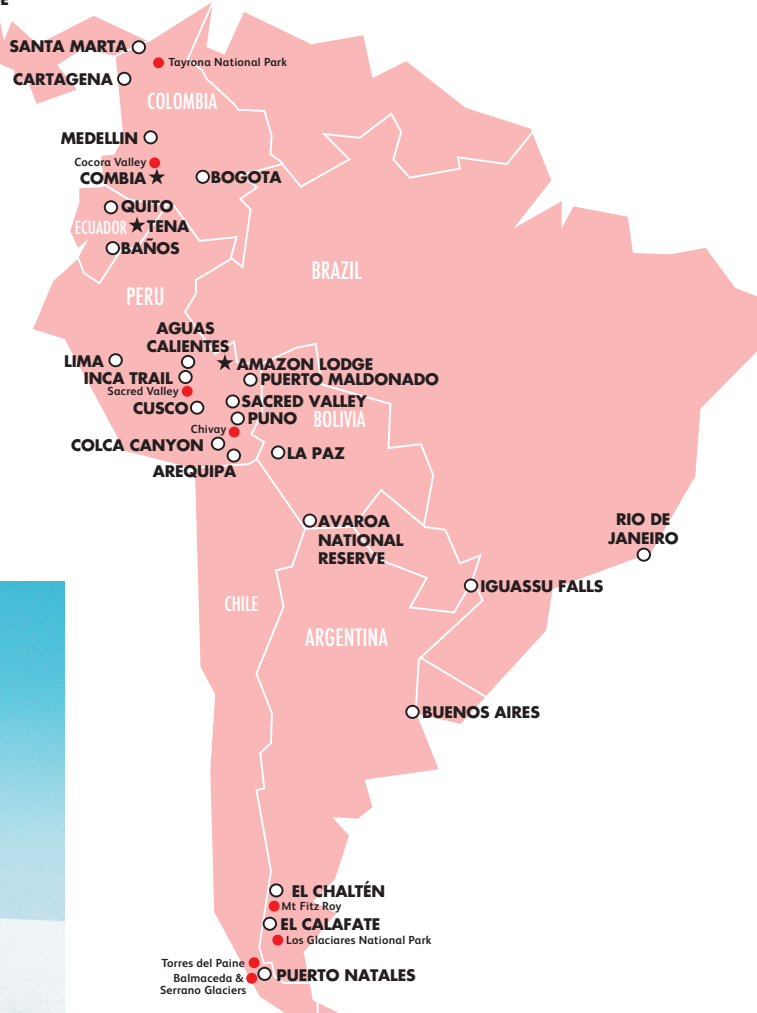 SANTA MARTA
Tayrona National Park
CARTAGENA
COLOMBIA
MEDELLIN
Cocora Valley
COMBIA
BOGOTA
QUITO
ECUADOR
TENA
BAÑOS
BRAZIL
PERU
AGUAS
CALIENTES
LIMA
AMAZON LODGE
INCA TRAIL
PUERTO MALDONADO
Sacred Valley
SACRED VALLEY
CUSCO
PUNO
BOLIVIA
Chivay
COLCA CANYON
LA PAZ
AREQUIPA
AVAROA
NATIONAL
RESERVE
RIO DE
JANEIRO
IGUASSU FALLS
CHILE
ARGENTINA
BUENOS AIRES
EL CHALTÉN
Mt Fitz Roy
EL CALAFATE
Los Glaciares National Park
Torres del Paine
PUERTO NATALES
Balmaceda &
Serrano Glaciers